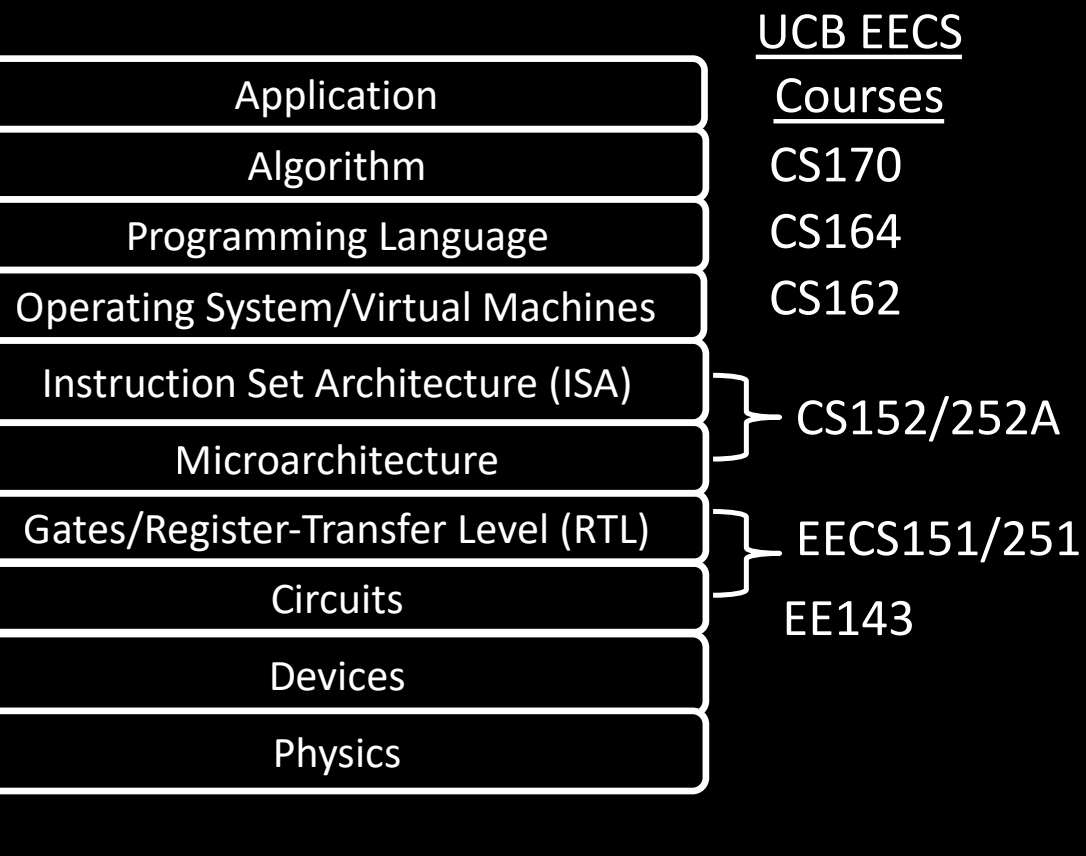 UCB EECS
Courses
Application
Algorithm
CS170
Programming Language
CS164
Operating System/Virtual Machines
CS162
Instruction Set Architecture (ISA)
CS152/252A
Microarchitecture
Gates/Register-Transfer Level (RTL)
EECS151/251
Circuits
EE143
Devices
Physics